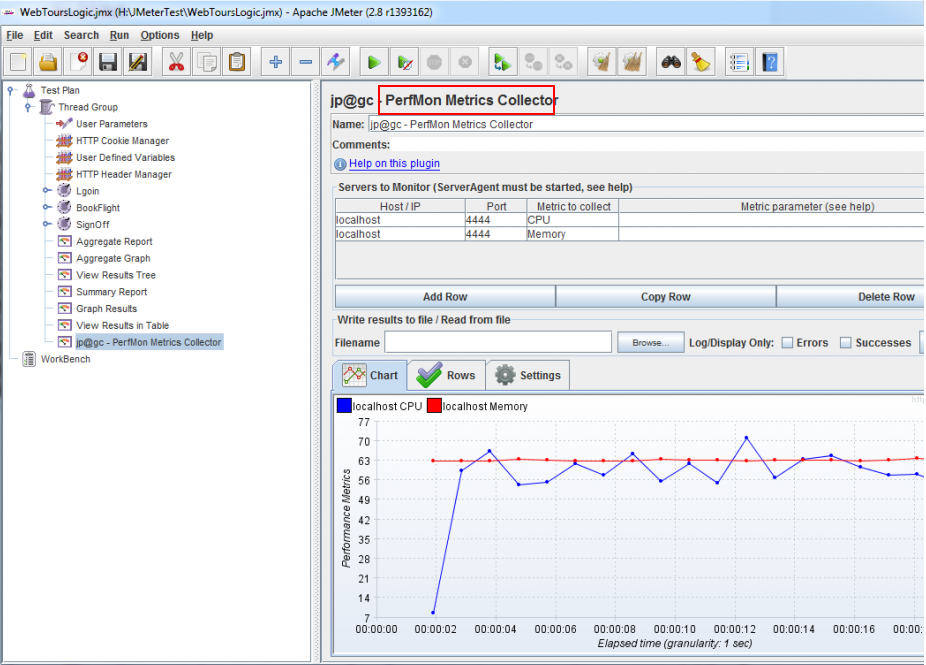 WebToursLogic.jmx (H:\JMeterTest\WebToursLogic.jmx) - Apache JMeter (2.8 r1393162)
File Edit Search Run Options Help
Test Plan
Thread Group
User Parameters
HTTP Cookie Manager
User Defined Variables
HTTP Header Manager
Lgoin
BookFlight
SignOff
Aggregate Report
Aggregate Graph
View Results Tree
Summary Report
Graph Results
View Results in Table
jp@gc - PerfMon Metrics Collector
WorkBench
jp@gc - PerfMon Metrics Collector
Name: jp@gc - PerfMon Metrics Collector
Comments:
Help on this plugin
Servers to Monitor (ServerAgent must be started, see help)
Host / IP Port Metric to collect Metric parameter (see help)
localhost 4444 CPU
localhost 4444 Memory
Add Row Copy Row Delete Row
Write results to file / Read from file
Filename Browse... Log/Display Only: Errors Successes
Chart Rows Settings
localhost CPU localhost Memory
77
70
63
56
49
42
35
28
21
14
7
Performance Metrics
00:00:00 00:00:02 00:00:04 00:00:06 00:00:08 00:00:10 00:00:12 00:00:14 00:00:16 00:00:
Elapsed time (granularity: 1 sec)